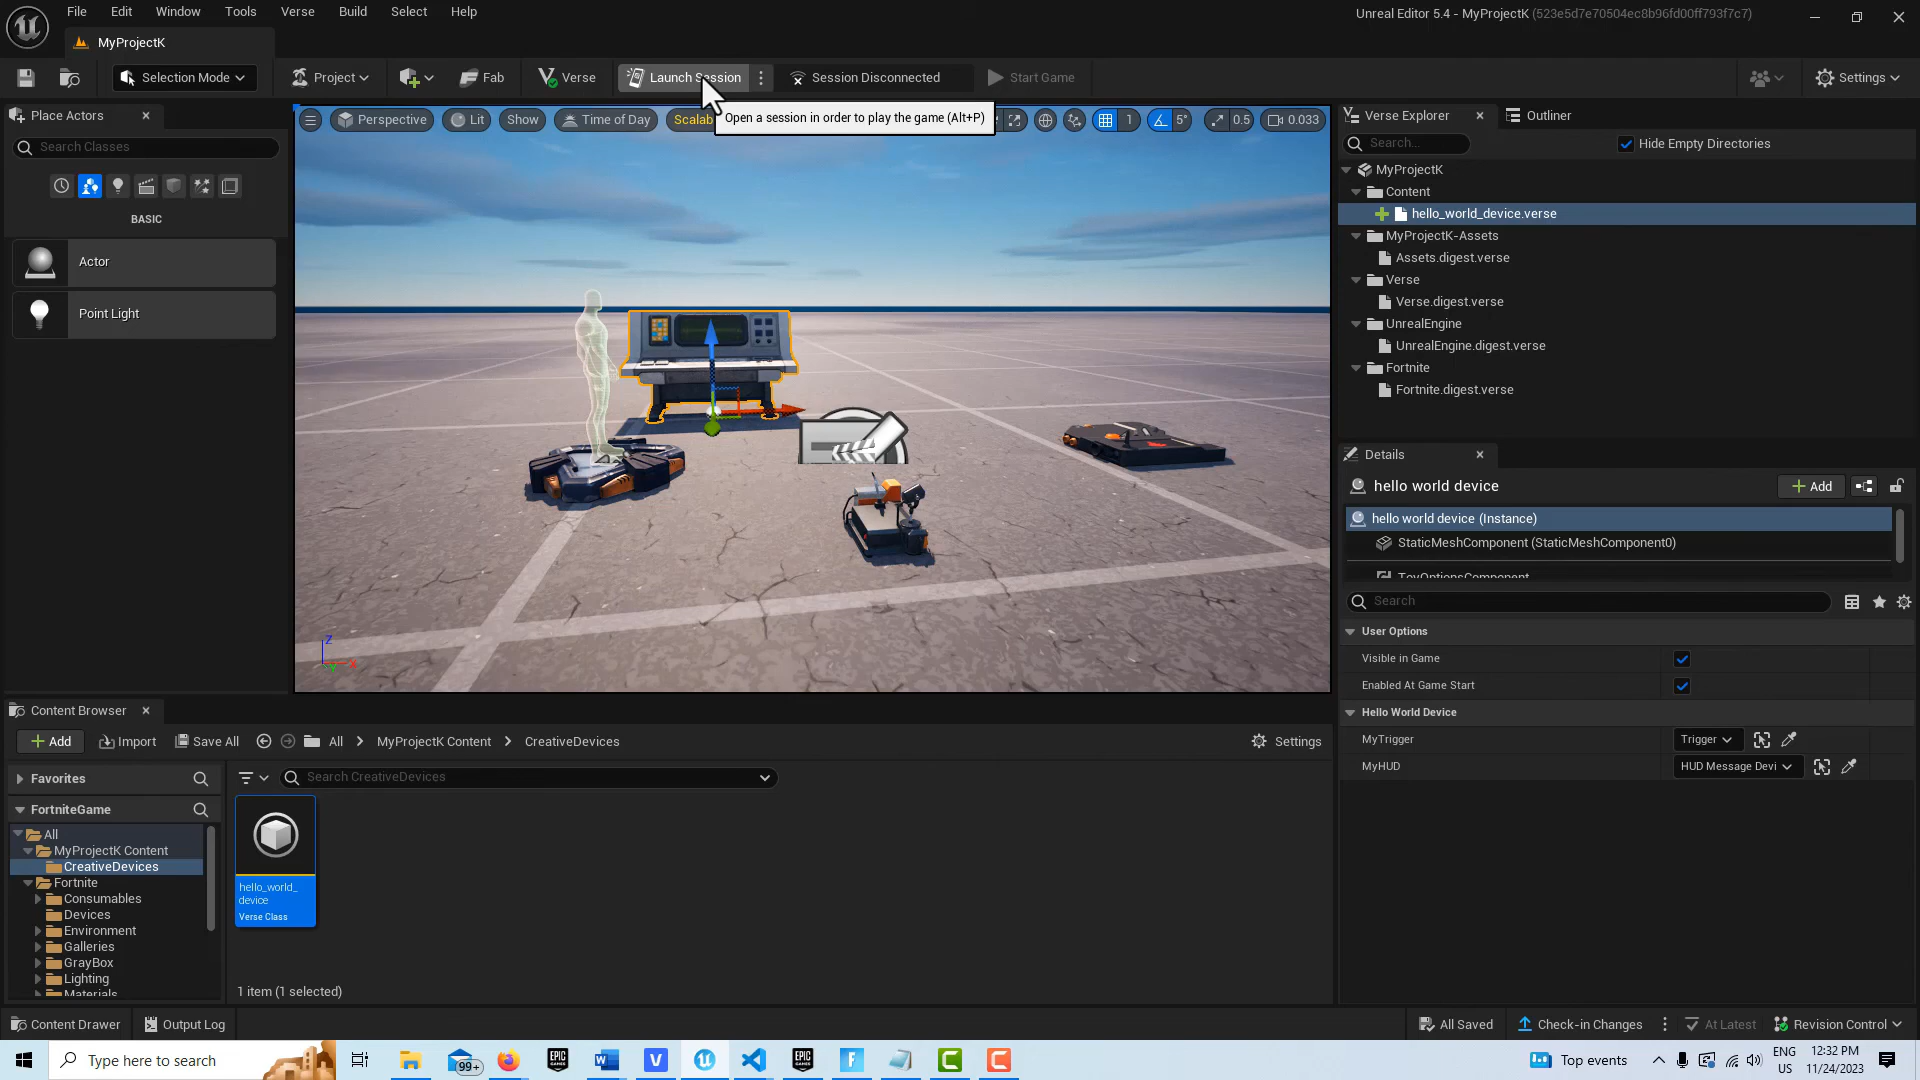 File Edit Window Tools Verse Build Select Help
Unreal Editor 5.4 - MyProjectK (523e5d7e70504ec8b96fd00ff793f7c7)
MyProjectK
Selection Mode Project Fab Verse Launch Session Session Disconnected Start Game Settings
Open a session in order to play the game (Alt+P)
Place Actors
Search Classes
BASIC
Actor
Point Light
Perspective Lit Show Time of Day Scalab 1 5° 0.5 0.033
Verse Explorer Outliner
Search... Hide Empty Directories
MyProjectK
Content
hello_world_device.verse
MyProjectK-Assets
Assets.digest.verse
Verse
Verse.digest.verse
UnrealEngine
UnrealEngine.digest.verse
Fortnite
Fortnite.digest.verse
Details
hello world device Add
hello world device (Instance)
StaticMeshComponent (StaticMeshComponent0)
ToyOptionsComponent
Search
User Options
Visible in Game
Enabled At Game Start
Hello World Device
MyTrigger Trigger
MyHUD HUD Message Devi
Content Browser
Add Import Save All All MyProjectK Content CreativeDevices Settings
Favorites
Search CreativeDevices
FortniteGame
All
MyProjectK Content
CreativeDevices
Fortnite
Consumables
Devices
Environment
Galleries
GrayBox
Lighting
Materials
hello_world_
device
Verse Class
1 item (1 selected)
Content Drawer Output Log All Saved Check-in Changes At Latest Revision Control
Type here to search
99+
EPIC GAMES
EPIC GAMES
Top events
ENG
US
12:32 PM
11/24/2023